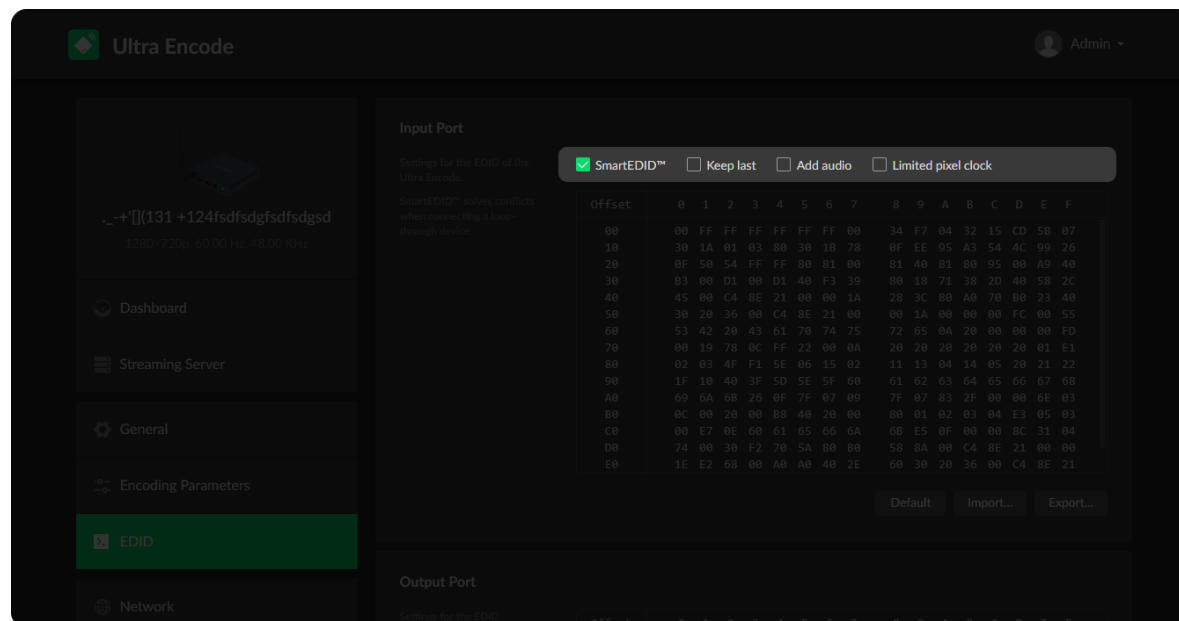 Ultra Encode
Admin
Input Port
Settings for the EDID of the
Ultra Encode.
SmartEDID™ solves conflicts
when connecting a loop-
through device.
SmartEDID™ Keep last Add audio Limited pixel clock
Offset 0 1 2 3 4 5 6 7 8 9 A B C D E F
00 00 FF FF FF FF FF FF 00 34 F7 04 32 15 CD 5B 07
10 30 1A 01 03 80 30 1B 78 0F EE 95 A3 54 4C 99 26
20 0F 50 54 FF FF 80 81 00 81 40 81 80 95 00 A9 40
30 B3 00 D1 00 D1 40 F3 39 80 18 71 38 2D 40 58 2C
40 45 00 C4 8E 21 00 00 1A 28 3C 80 A0 70 B0 23 40
50 30 20 36 00 C4 8E 21 00 00 1A 00 00 00 FC 00 55
60 53 42 20 43 61 70 74 75 72 65 0A 20 00 00 00 FD
70 00 19 78 0C FF 22 00 0A 20 20 20 20 20 20 01 E1
80 02 03 4F F1 5E 06 15 02 11 13 04 14 05 20 21 22
90 1F 10 40 3F 5D 5E 5F 60 61 62 63 64 65 66 67 68
A0 69 6A 6B 26 0F 7F 07 09 7F 07 83 2F 00 00 6E 03
B0 0C 00 20 00 B8 40 20 00 80 01 02 03 04 E3 05 03
C0 00 E7 0E 60 61 65 66 6A 6B E5 0F 00 00 8C 31 04
D0 74 00 30 F2 70 5A 80 B0 58 8A 00 C4 8E 21 00 00
E0 1E E2 68 00 A0 A0 40 2E 60 30 20 36 00 C4 8E 21
Default Import... Export...
._-+'[](131 +124fsdfsdgfsdfsdgsd
1280×720p, 60.00 Hz, 48.00 KHz
Dashboard
Streaming Server
General
Encoding Parameters
EDID
Network
Output Port
Settings for the EDID